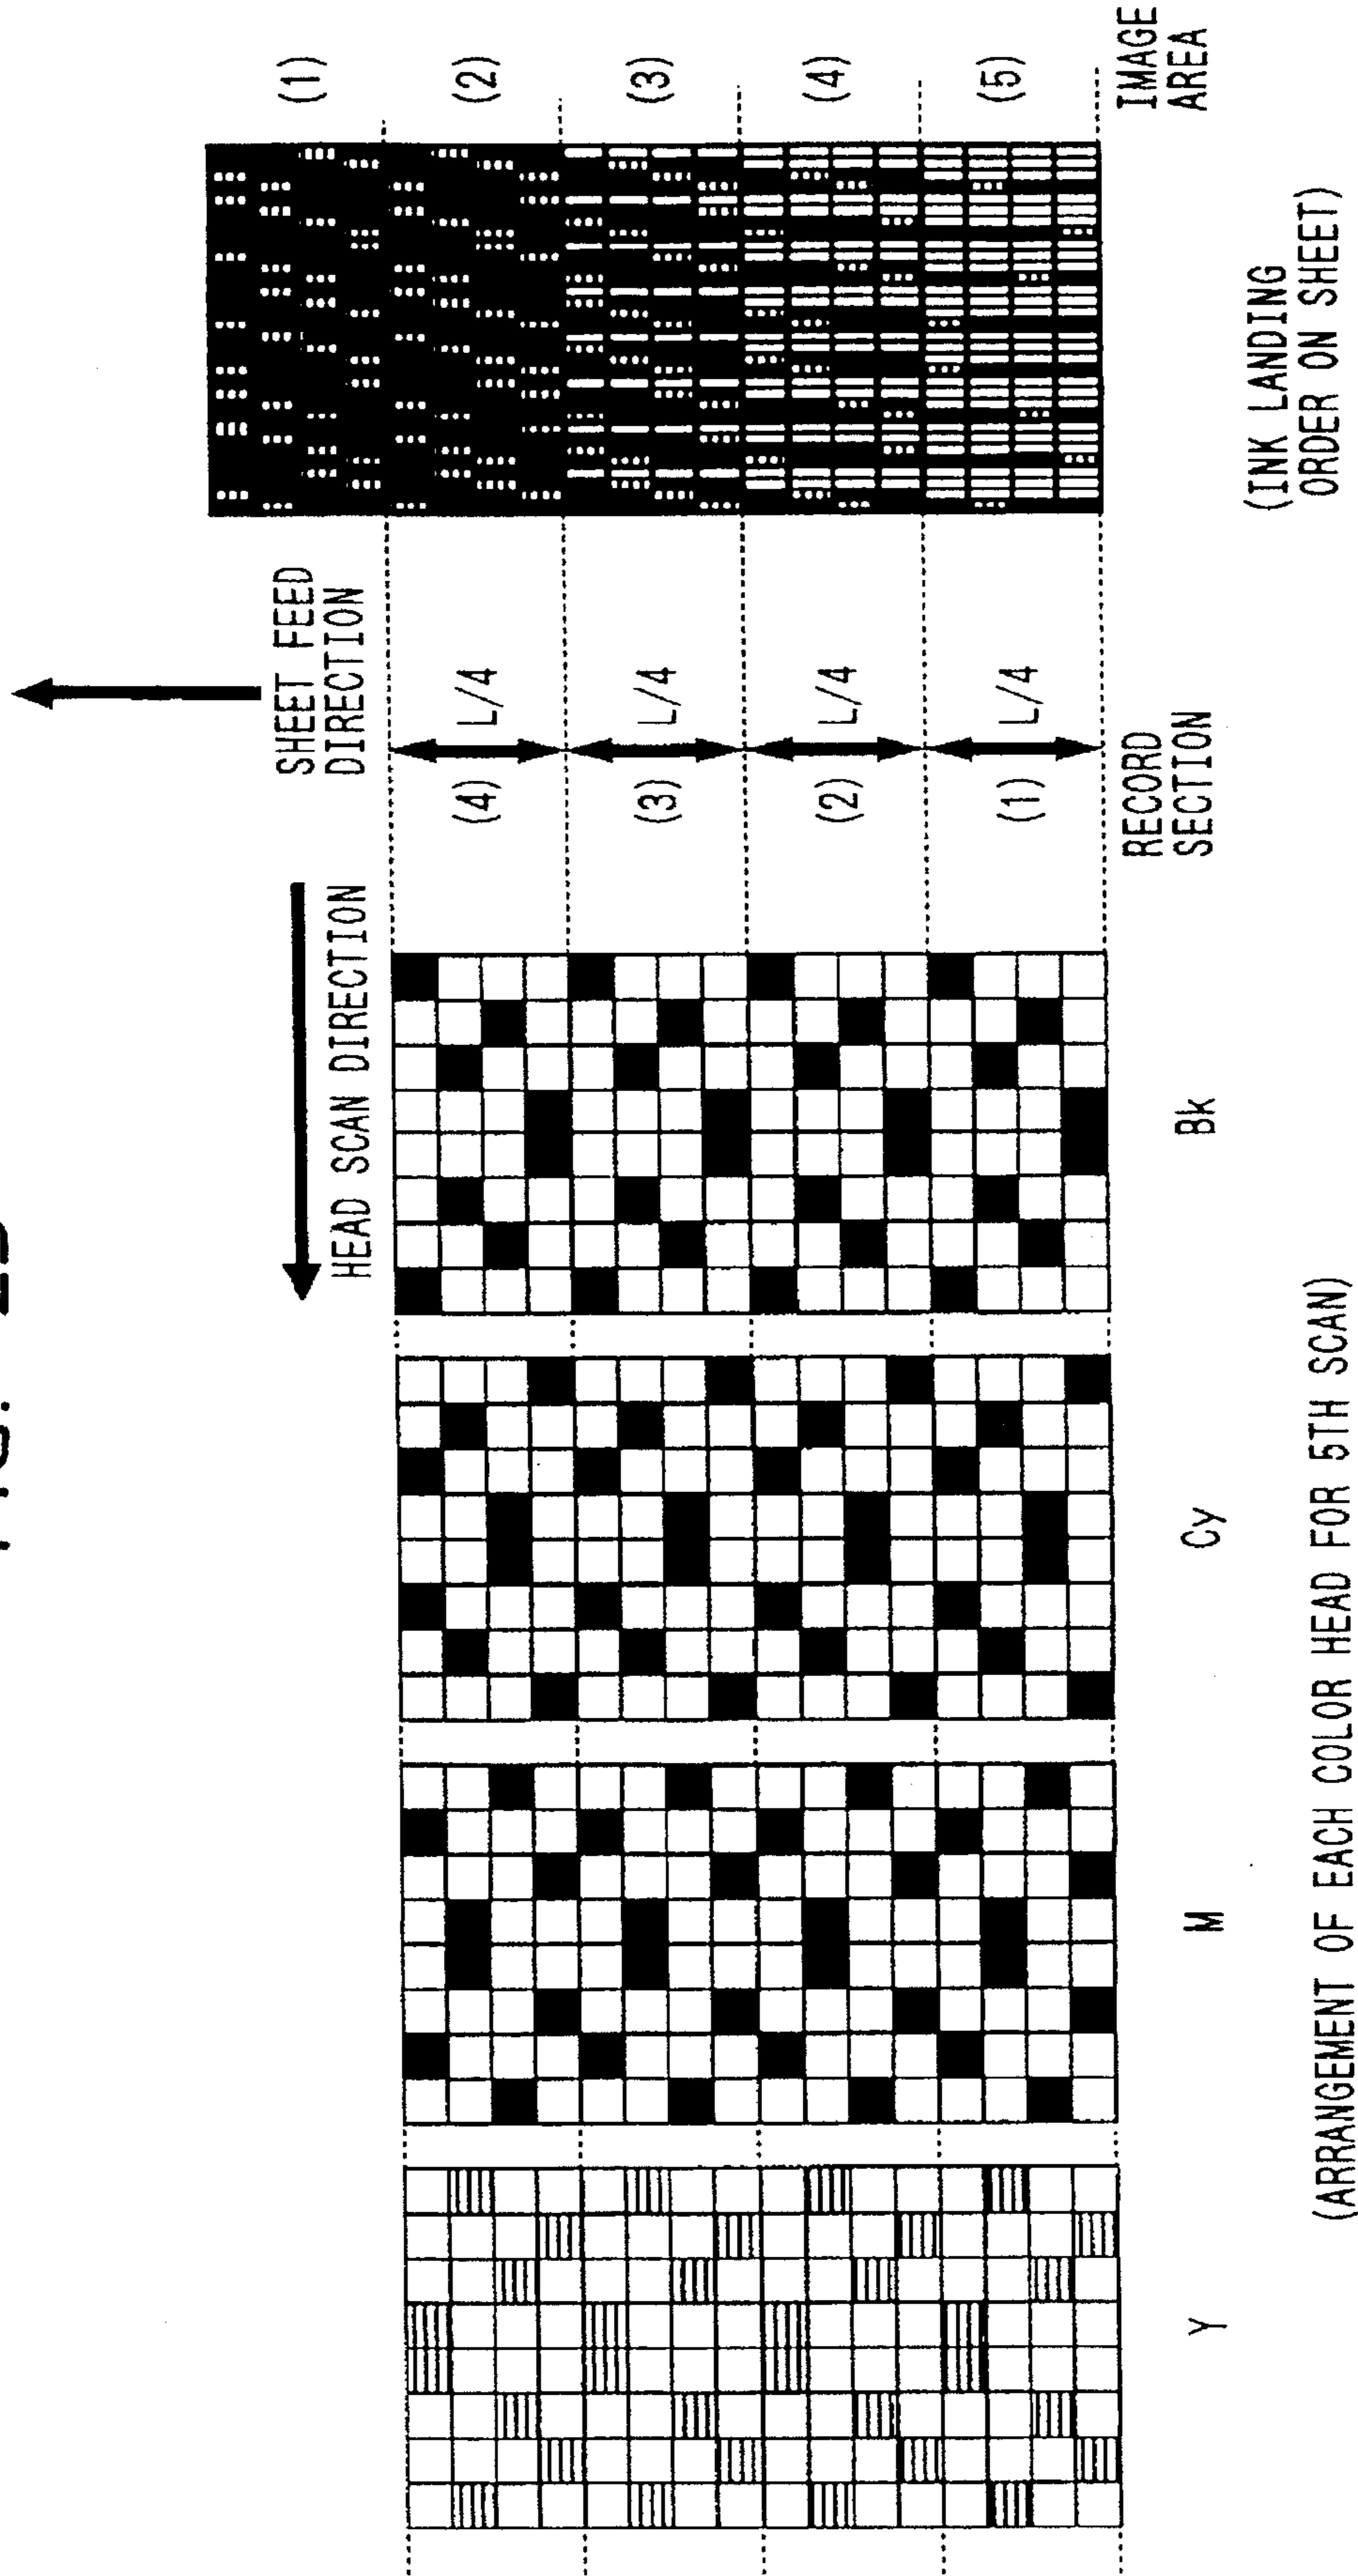 SHEET FEED
DIRECTION
HEAD SCAN DIRECTION
(1)
(2)
(3)
(4)
(5)
IMAGE
AREA
(4)
L/4
(3)
L/4
(2)
L/4
(1)
L/4
RECORD
SECTION
Y
M
Cy
Bk
(ARRANGEMENT OF EACH COLOR HEAD FOR 5TH SCAN)
(INK LANDING
ORDER ON SHEET)